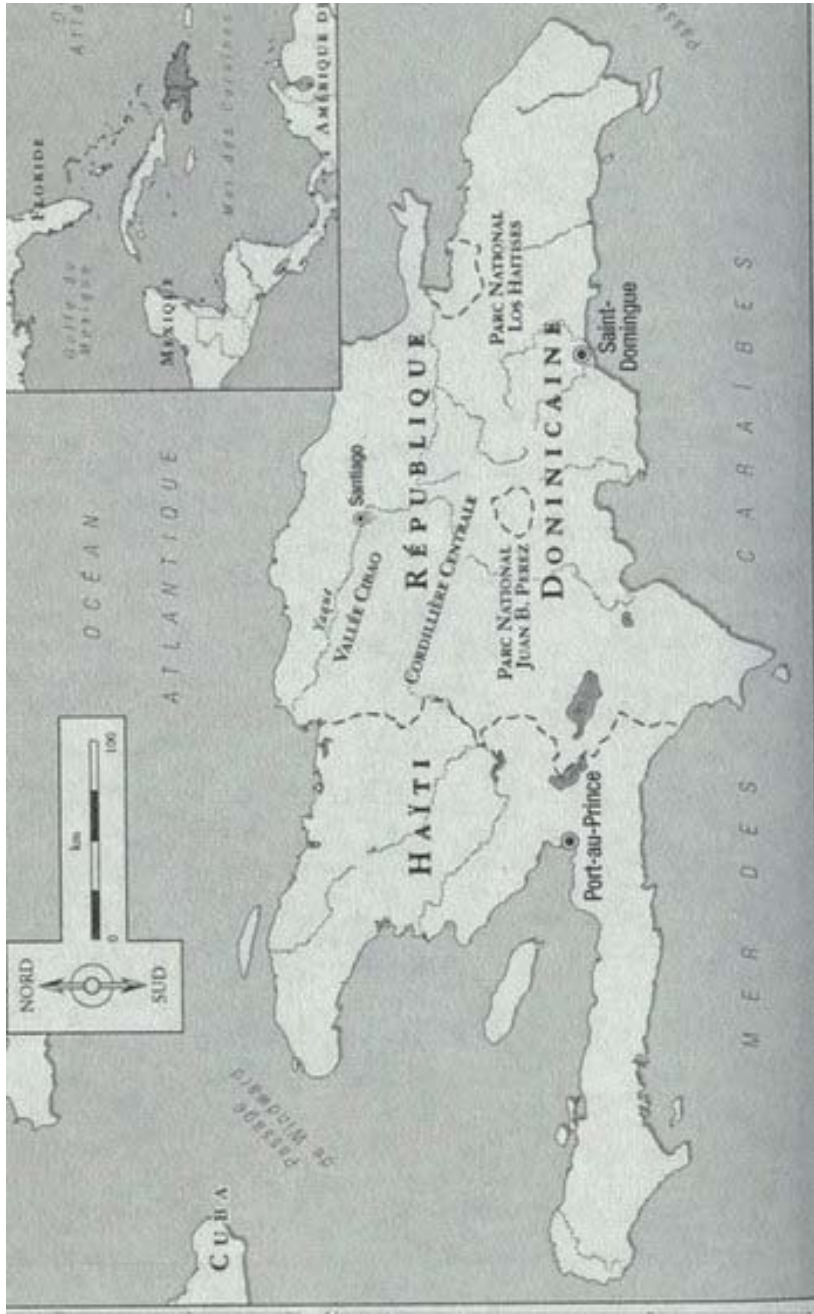 NORD
SUD
km
0 100
OCÉAN
ATLANTIQUE
FLORIDE
Golfe du
Mexique
MEXIQUE
Mer des Caraïbes
AMÉRIQUE
CUBA
Passage
de Windward
HAÏTI
Port-au-Prince
RÉPUBLIQUE
DONINICAINE
Yaque
Santiago
VALLÉE CIBAO
CORDILLIÈRE CENTRALE
PARC NATIONAL
JUAN B. PEREZ
PARC NATIONAL
LOS HAITISES
Saint-
Domingue
MER DES CARAÏBES